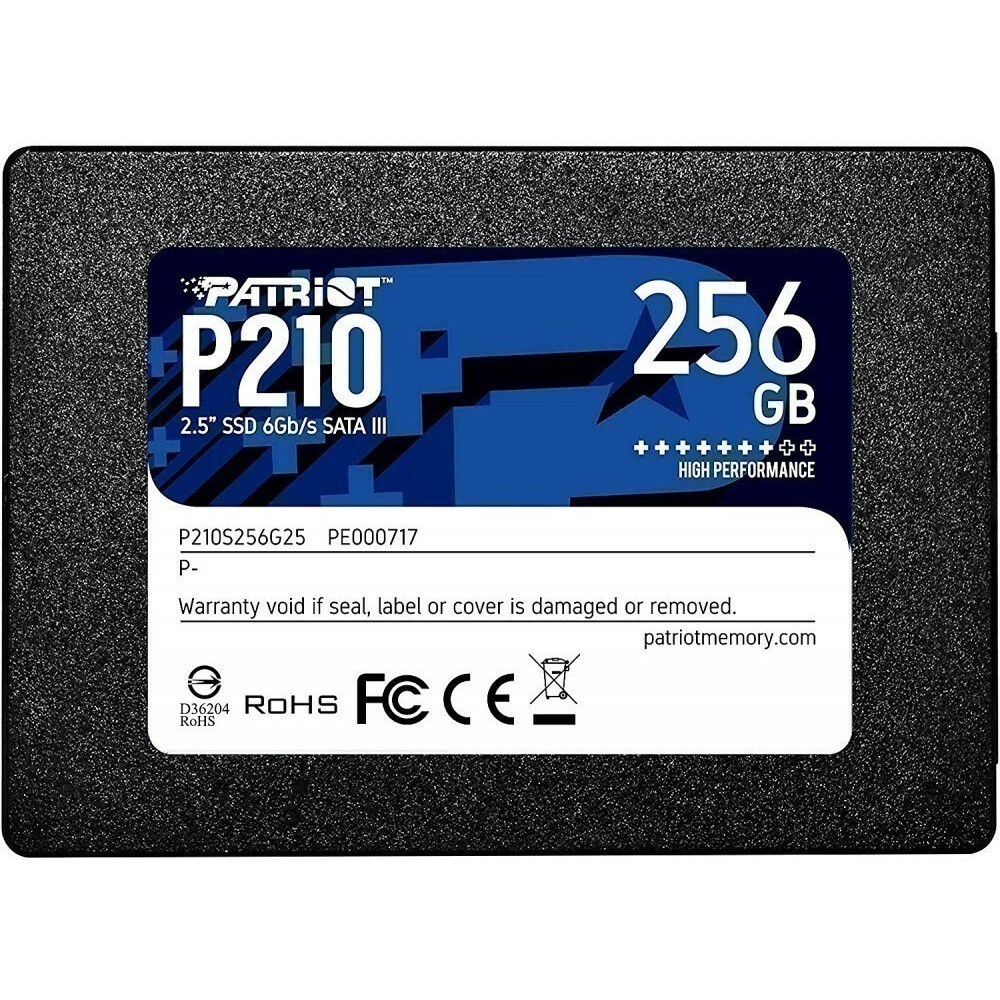 PATRIOT™
P210
2.5" SSD 6Gb/s SATA III
256
GB
HIGH PERFORMANCE
P210S256G25 PE000717
P-
Warranty void if seal, label or cover is damaged or removed.
patriotmemory.com
D36204
RoHS
RoHS
FC CE